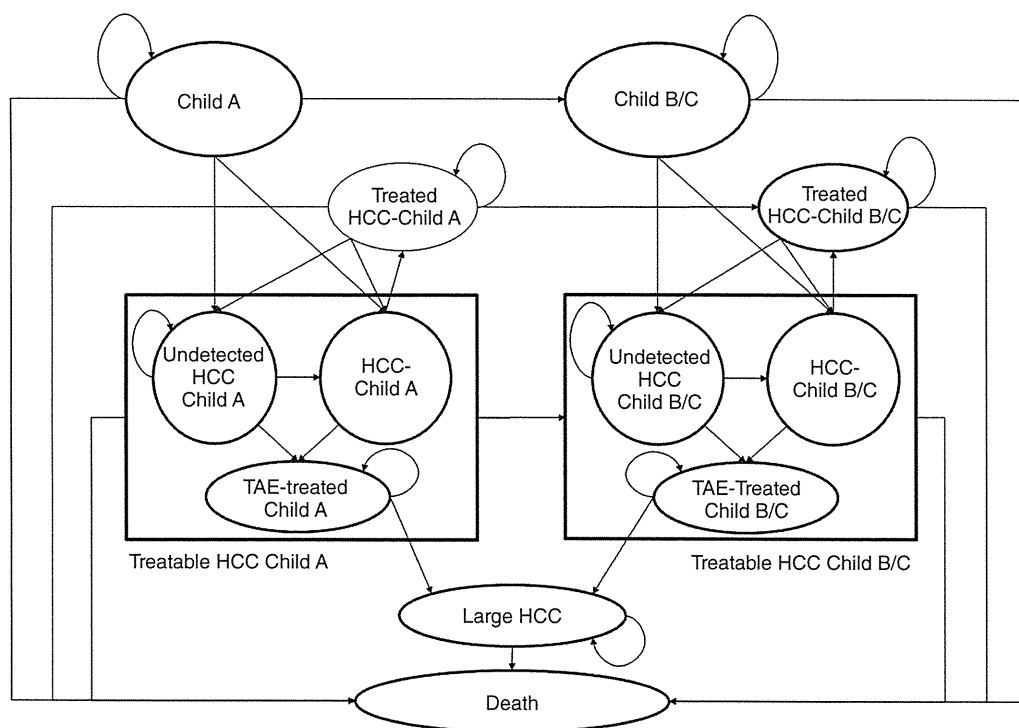 Child A
Child B/C
Treated
HCC-Child A
Treated
HCC-Child B/C
Undetected
HCC
Child A
HCC-
Child A
Undetected
HCC
Child B/C
HCC-
Child B/C
TAE-treated
Child A
TAE-Treated
Child B/C
Treatable HCC Child A
Treatable HCC Child B/C
Large HCC
Death